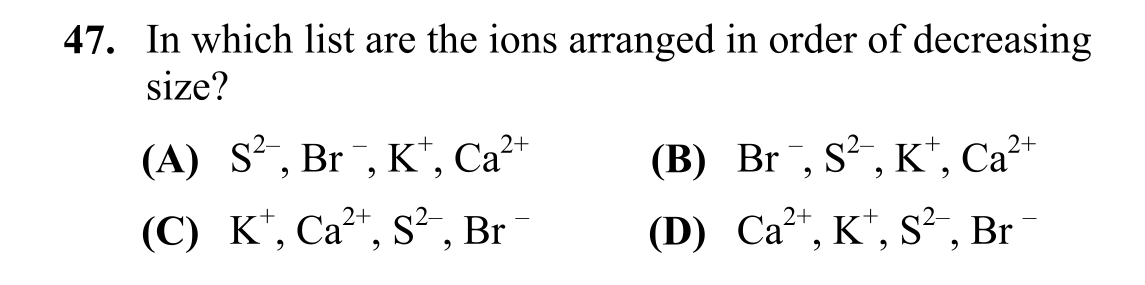 47. In which list are the ions arranged in order of decreasing
size?
(A) S²⁻, Br⁻, K⁺, Ca²⁺ (B) Br⁻, S²⁻, K⁺, Ca²⁺
(C) K⁺, Ca²⁺, S²⁻, Br⁻ (D) Ca²⁺, K⁺, S²⁻, Br⁻